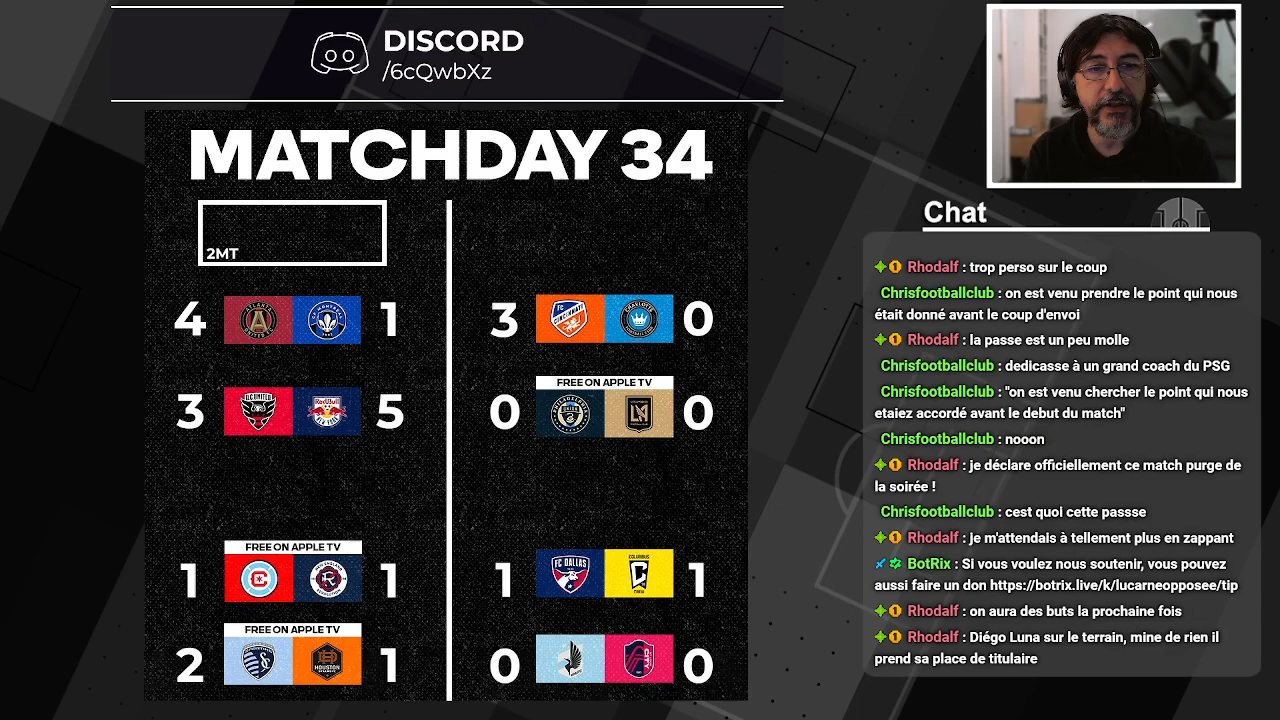 DISCORD
/6cQwbXz
MATCHDAY 34
2MT
4 1
3 0
3 5
FREE ON APPLE TV
0 0
FREE ON APPLE TV
1 1
1 1
FREE ON APPLE TV
2 1
0 0
Chat
Rhodalf : trop perso sur le coup
Chrisfootballclub : on est venu prendre le point qui nous
était donné avant le coup d'envoi
Rhodalf : la passe est un peu molle
Chrisfootballclub : dedicasse à un grand coach du PSG
Chrisfootballclub : "on est venu chercher le point qui nous
etaiez accordé avant le debut du match"
Chrisfootballclub : nooon
Rhodalf : je déclare officiellement ce match purge de
la soirée !
Chrisfootballclub : cest quoi cette passse
Rhodalf : je m'attendais à tellement plus en zappant
BotRix : SI vous voulez nous soutenir, vous pouvez
aussi faire un don https://botrix.live/k/lucarneopposee/tip
Rhodalf : on aura des buts la prochaine fois
Rhodalf : Diégo Luna sur le terrain, mine de rien il
prend sa place de titulaire